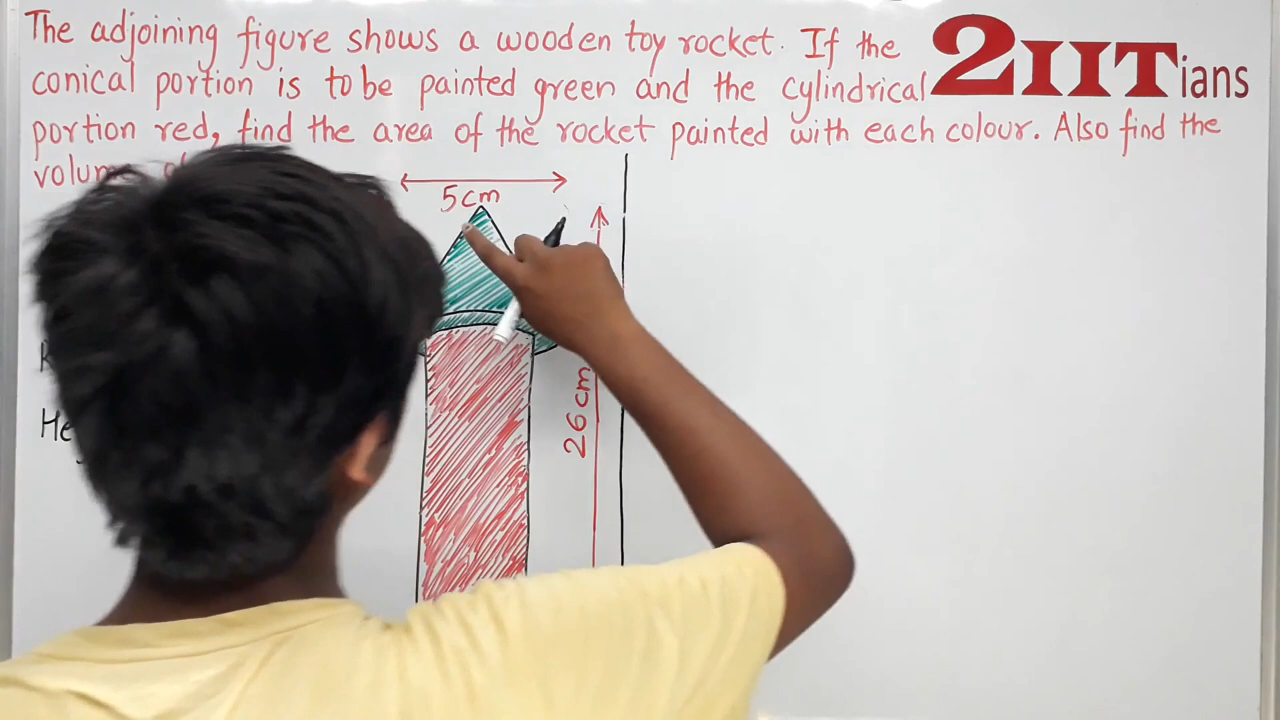 The adjoining figure shows a wooden toy rocket. If the
conical portion is to be painted green and the cylindrical
portion red, find the area of the rocket painted with each colour. Also find the
2IITians
5cm
26cm